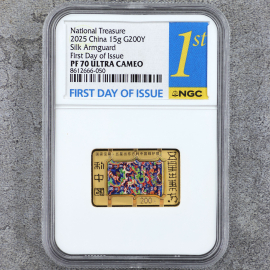 National Treasure
2025 China 15g G200Y
Silk Armguard
First Day of Issue
PF 70 ULTRA CAMEO
8612666-050
1st
FIRST DAY OF ISSUE
NGC
200